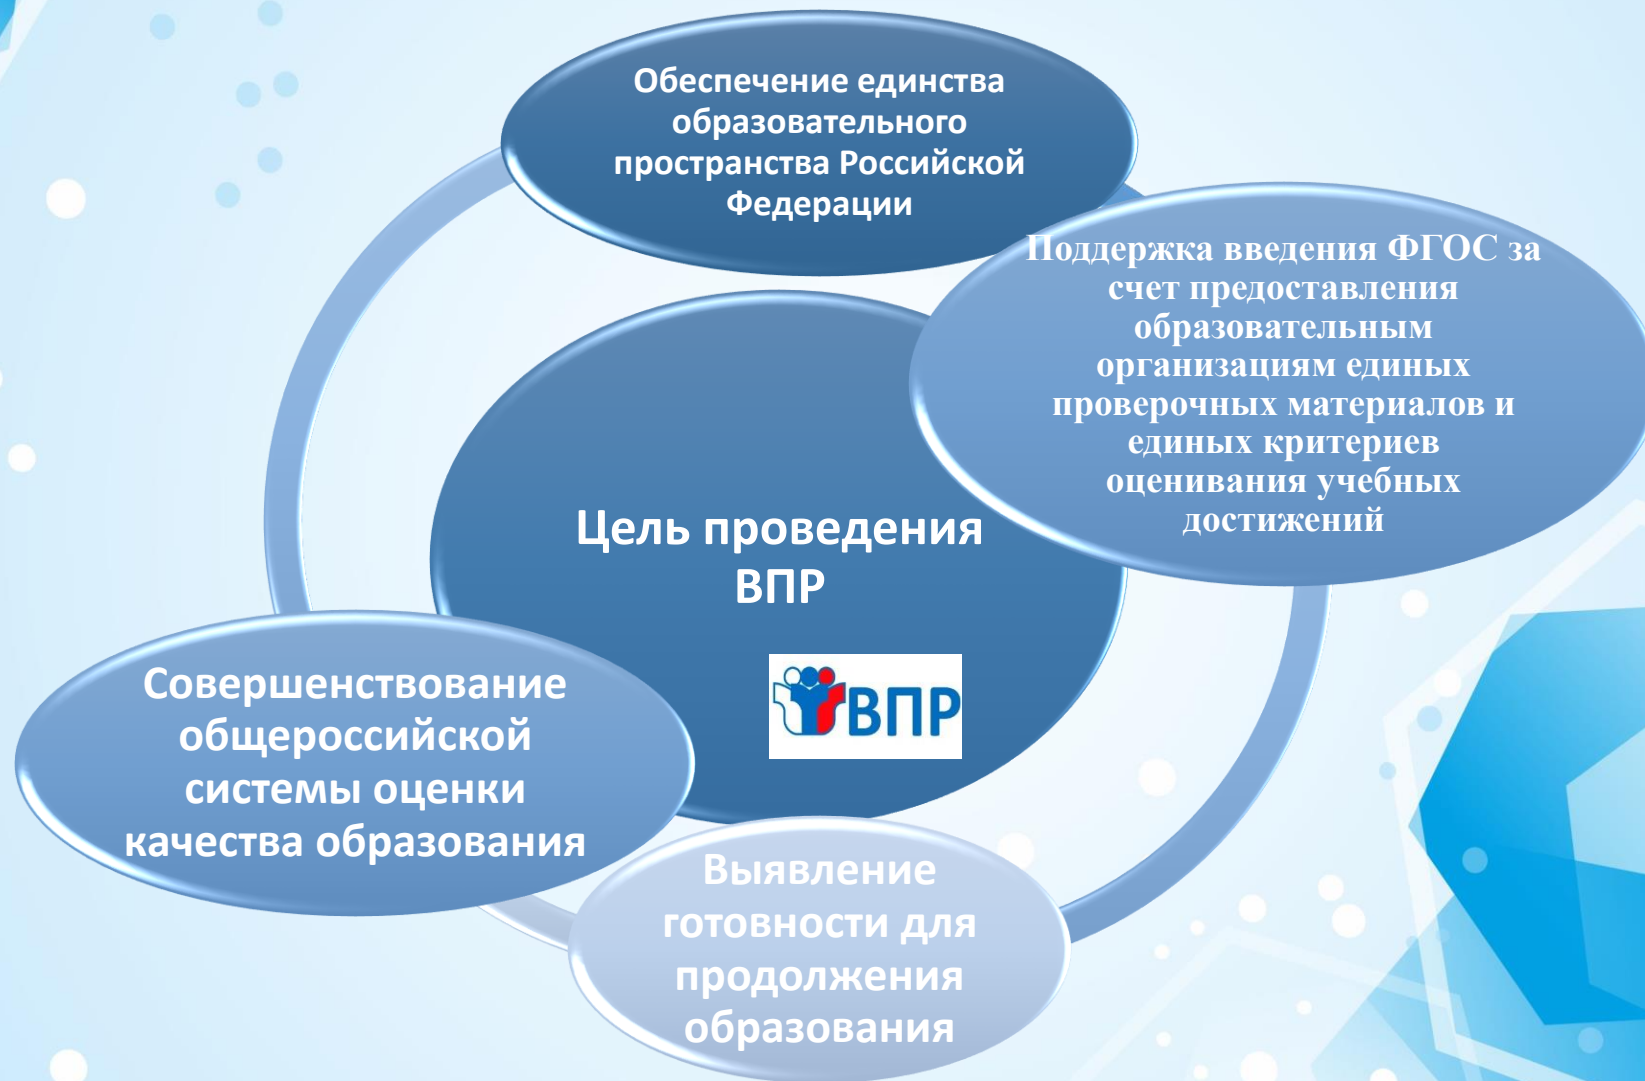 Обеспечение единства
образовательного
пространства Российской
Федерации
Поддержка введения ФГОС за
счет предоставления
образовательным
организациям единых
проверочных материалов и
единых критериев
оценивания учебных
достижений
Цель проведения
ВПР
ВПР
Совершенствование
общероссийской
системы оценки
качества образования
Выявление
готовности для
продолжения
образования